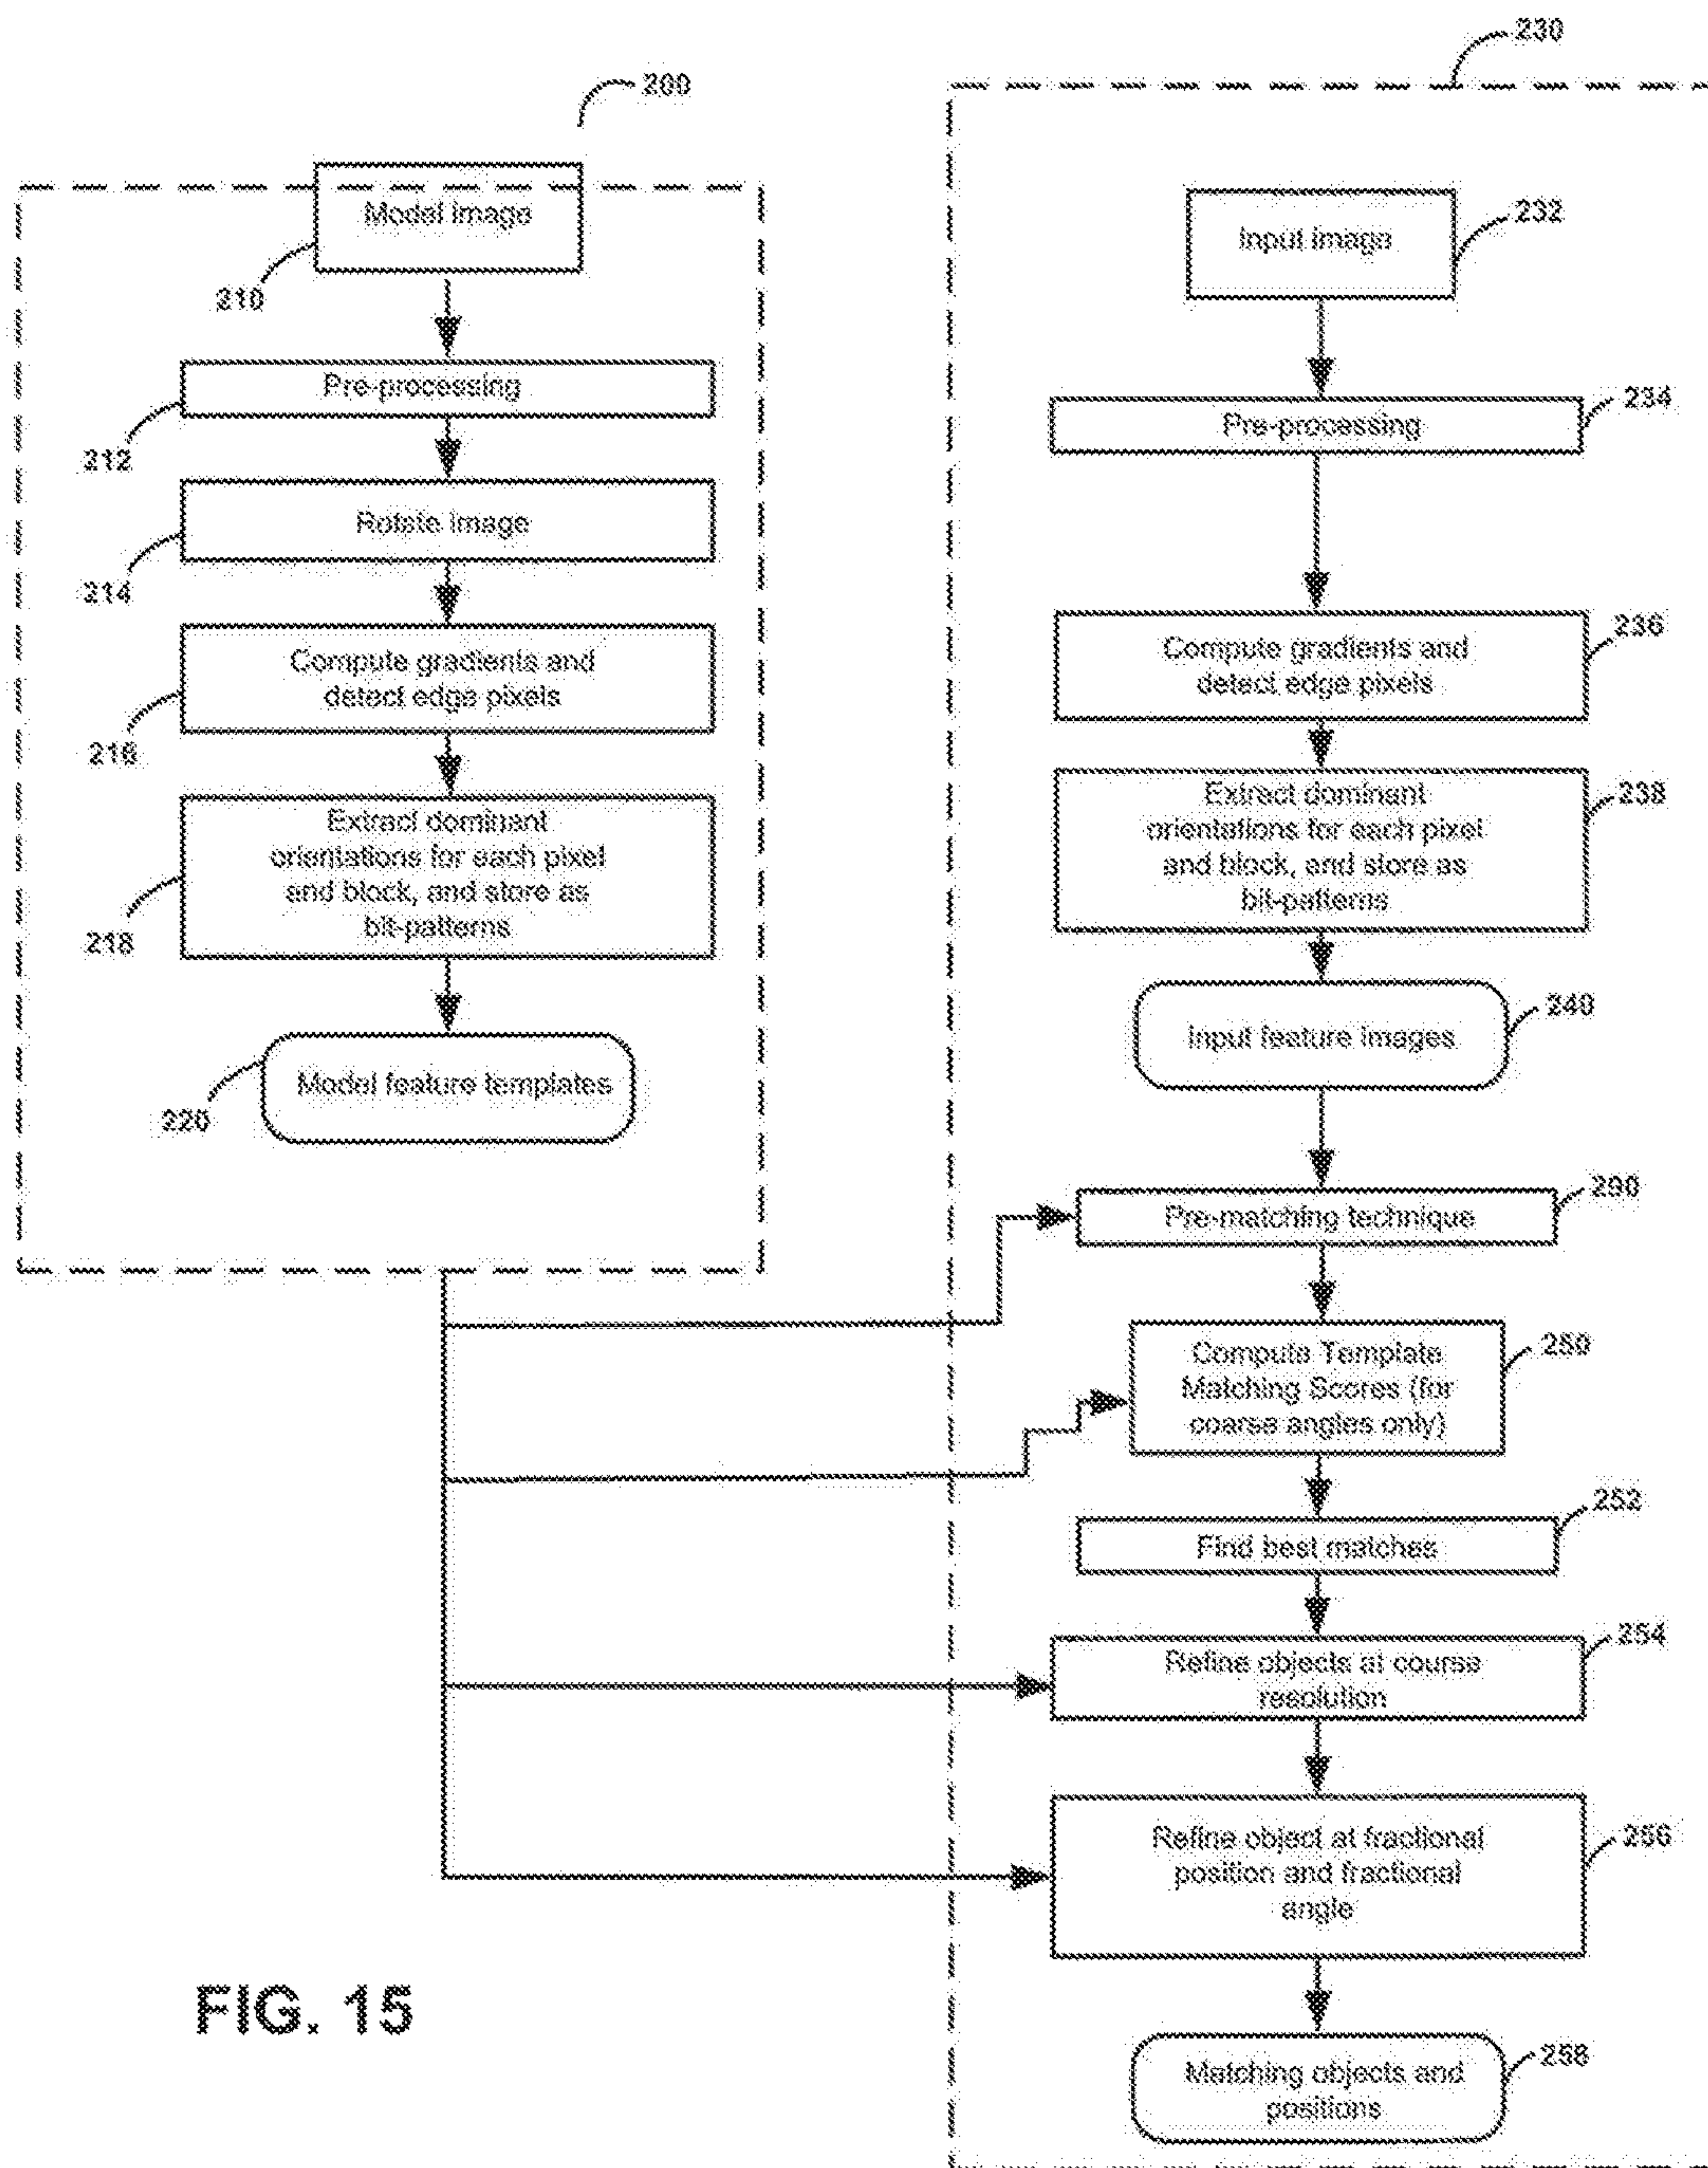 200
Model image
210
Pre-processing
212
Rotate image
214
Compute gradients and
detect edge pixels
216
Extract dominant
orientations for each pixel
and block, and store as
bit-patterns
218
Model feature templates
220
230
Input image
232
Pre-processing
234
Compute gradients and
detect edge pixels
236
Extract dominant
orientations for each pixel
and block, and store as
bit-patterns
238
Input feature images
240
Pre-matching technique
290
Compute Template
Matching Scores (for
coarse angles only)
250
Find best matches
252
Refine objects at course
resolution
254
Refine object at fractional
position and fractional
angle
256
Matching objects and
positions
258
FIG. 15